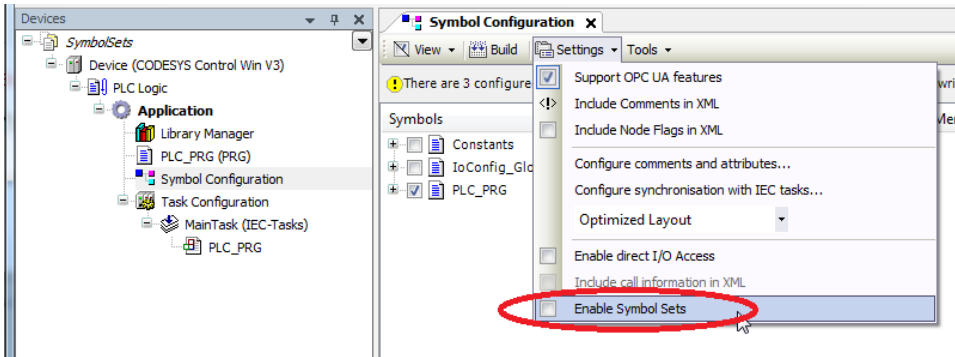 Devices
SymbolSets
Device (CODESYS Control Win V3)
PLC Logic
Application
Library Manager
PLC_PRG (PRG)
Symbol Configuration
Task Configuration
MainTask (IEC-Tasks)
PLC_PRG
Symbol Configuration
View
Build
Settings
Tools
There are 3 configure
wri
Symbols
Constants
IoConfig_Glo
PLC_PRG
Support OPC UA features
Include Comments in XML
Include Node Flags in XML
Configure comments and attributes...
Configure synchronisation with IEC tasks...
Optimized Layout
Enable direct I/O Access
Include call information in XML
Enable Symbol Sets